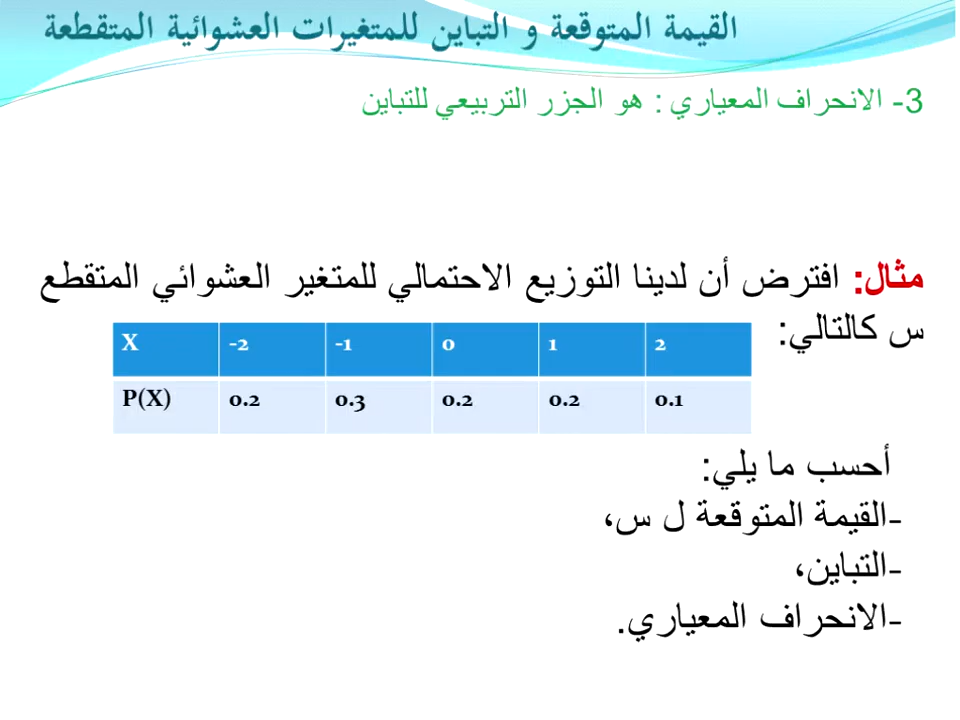 القيمة المتوقعة و التباين للمتغيرات العشوائية المتقطعة
3- الانحراف المعياري : هو الجزر التربيعي للتباين
مثال: افترض أن لدينا التوزيع الاحتمالي للمتغير العشوائي المتقطع
س كالتالي:
X -2 -1 0 1 2
P(X) 0.2 0.3 0.2 0.2 0.1
أحسب ما يلي:
-القيمة المتوقعة ل س،
-التباين،
-الانحراف المعياري.